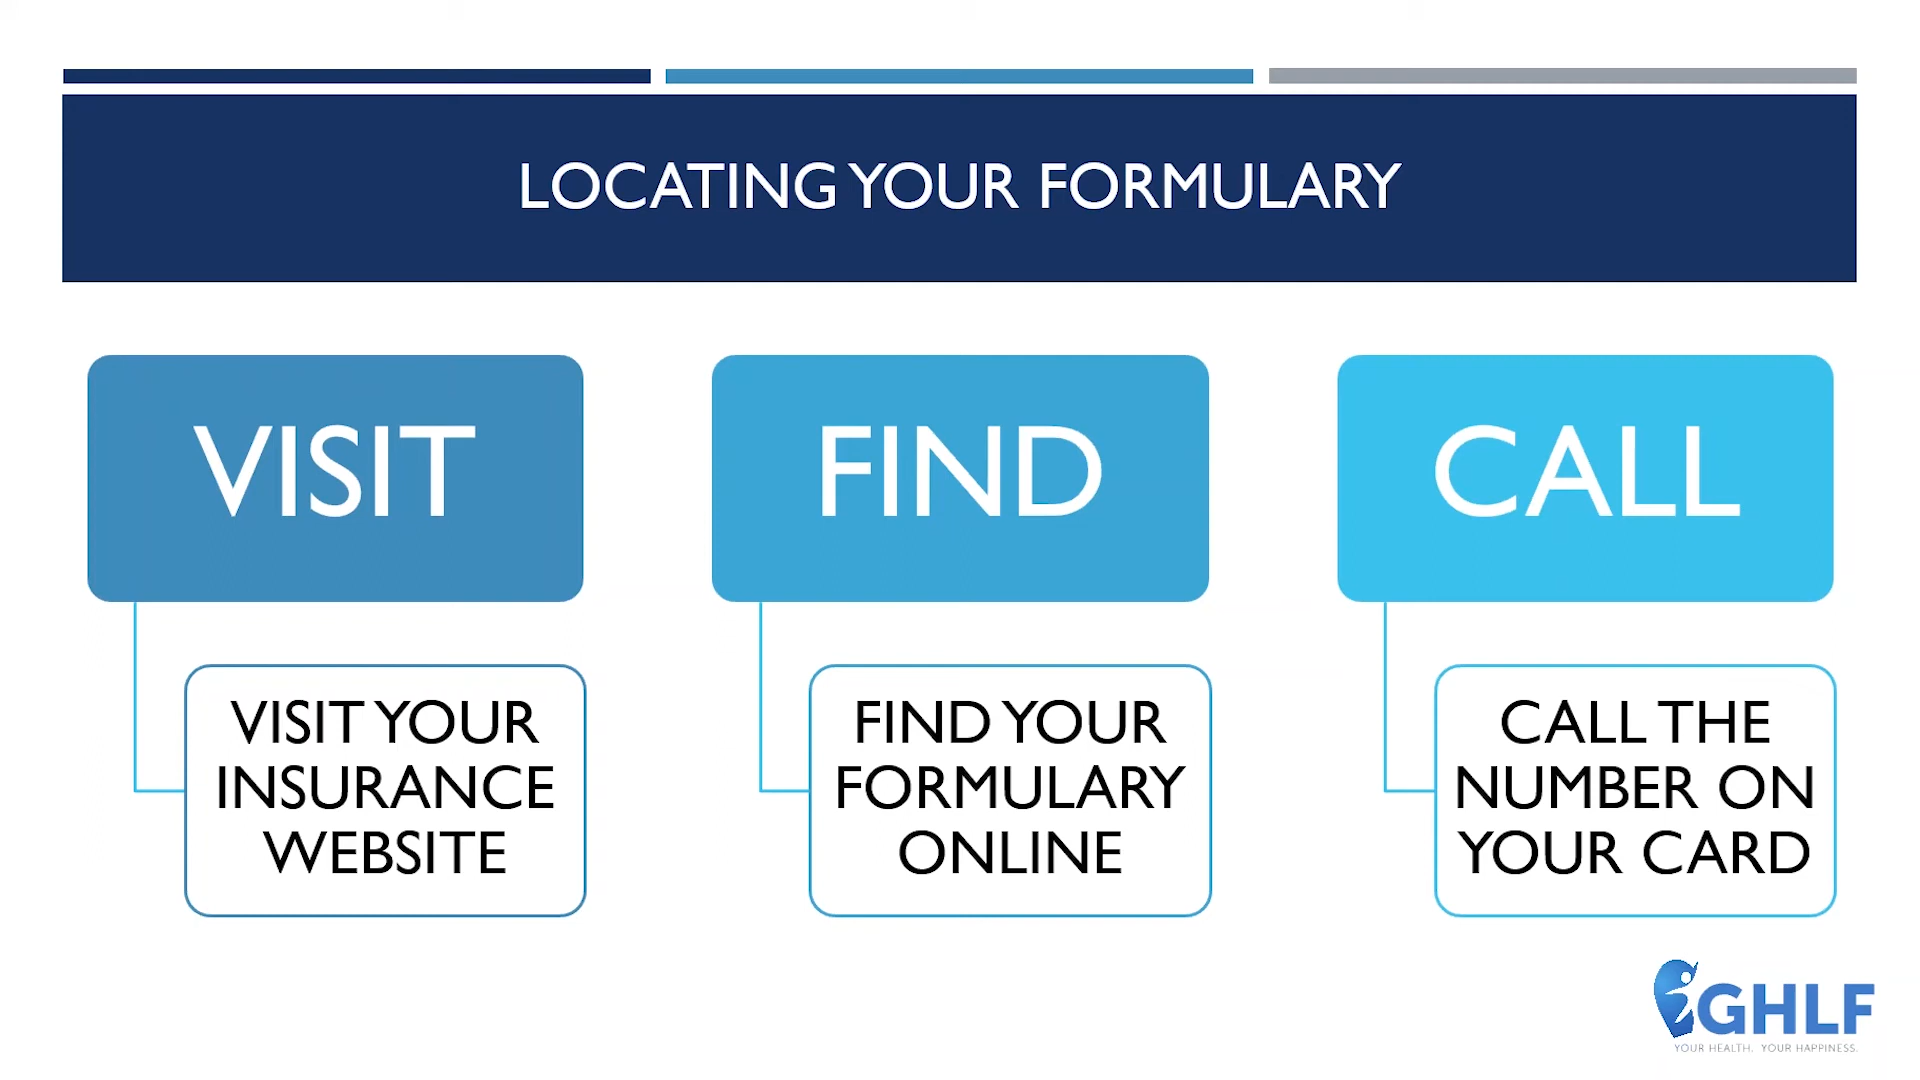 LOCATING YOUR FORMULARY
VISIT
VISIT YOUR
INSURANCE
WEBSITE
FIND
FIND YOUR
FORMULARY
ONLINE
CALL
CALL THE
NUMBER ON
YOUR CARD
GHLF
YOUR HEALTH. YOUR HAPPINESS.